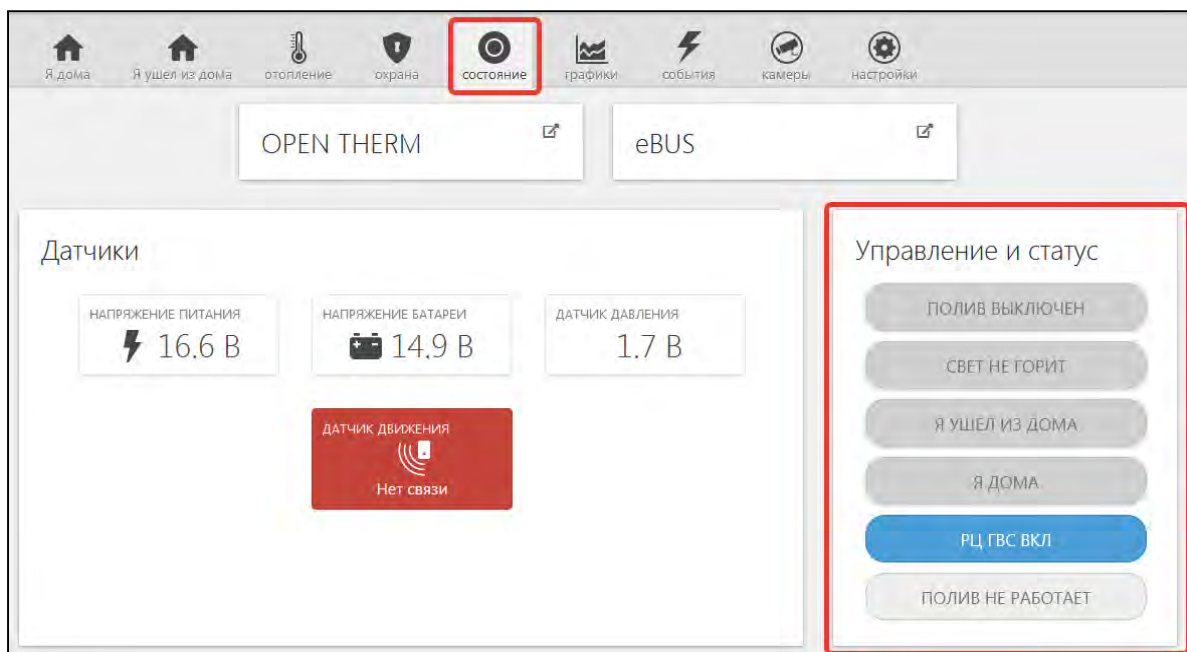 Я дома
Я ушел из дома
отопление
охрана
состояние
графики
события
камеры
настройки
OPEN THERM
eBUS
Датчики
НАПРЯЖЕНИЕ ПИТАНИЯ
16,6 В
НАПРЯЖЕНИЕ БАТАРЕИ
14,9 В
ДАТЧИК ДАВЛЕНИЯ
1,7 В
ДАТЧИК ДВИЖЕНИЯ
Нет связи
Управление и статус
ПОЛИВ ВЫКЛЮЧЕН
СВЕТ НЕ ГОРИТ
Я УШЕЛ ИЗ ДОМА
Я ДОМА
РЦ ГВС ВКЛ
ПОЛИВ НЕ РАБОТАЕТ